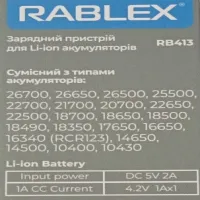 RABLEX
Зарядний пристрій
для Li-ion акумуляторів
RB413
Сумісний з типами
акумуляторів:
26700, 26650, 26500, 25500,
22700, 21700, 20700, 22650,
22500, 18700, 18650, 18500,
18490, 18350, 17650, 16650,
16340 (RCR123), 14650,
14500, 10400, 10430
Li-ion Battery
Input power DC 5V 2A
1A CC Current 4.2V 1Ax1